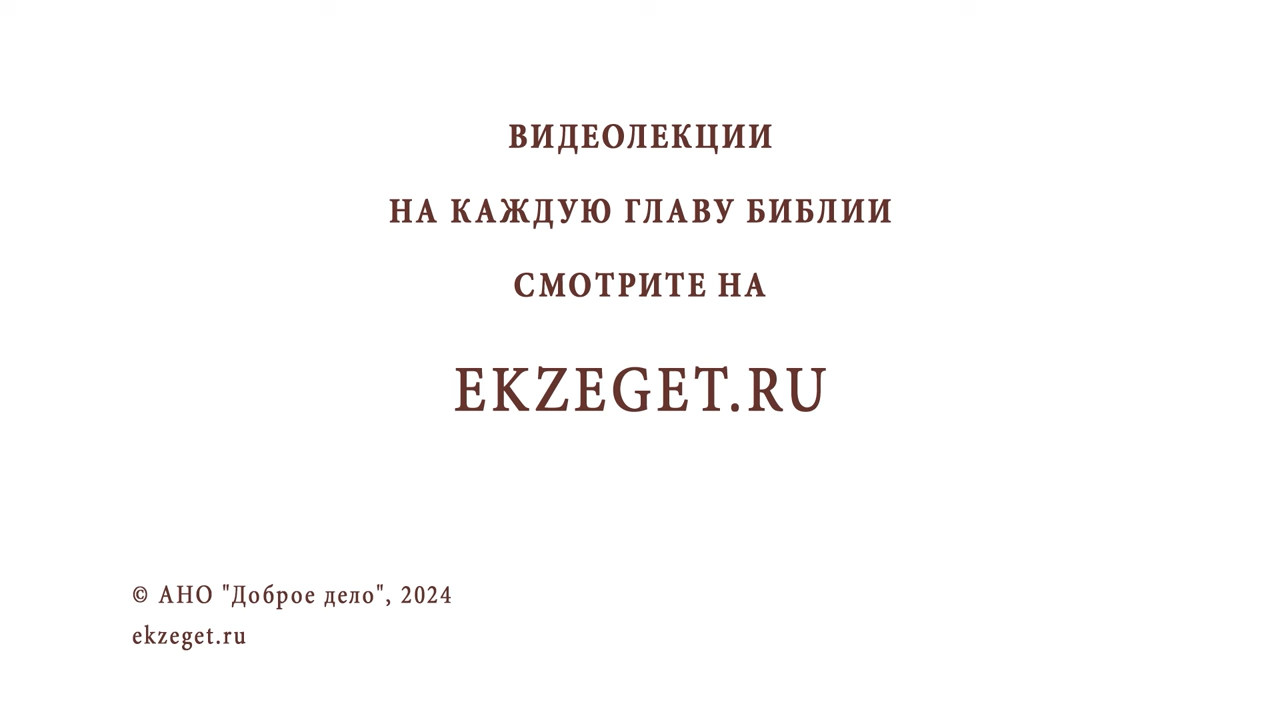 ВИДЕОЛЕКЦИИ
НА КАЖДУЮ ГЛАВУ БИБЛИИ
СМОТРИТЕ НА
EKZEGET.RU
© АНО "Доброе дело", 2024
ekzeget.ru